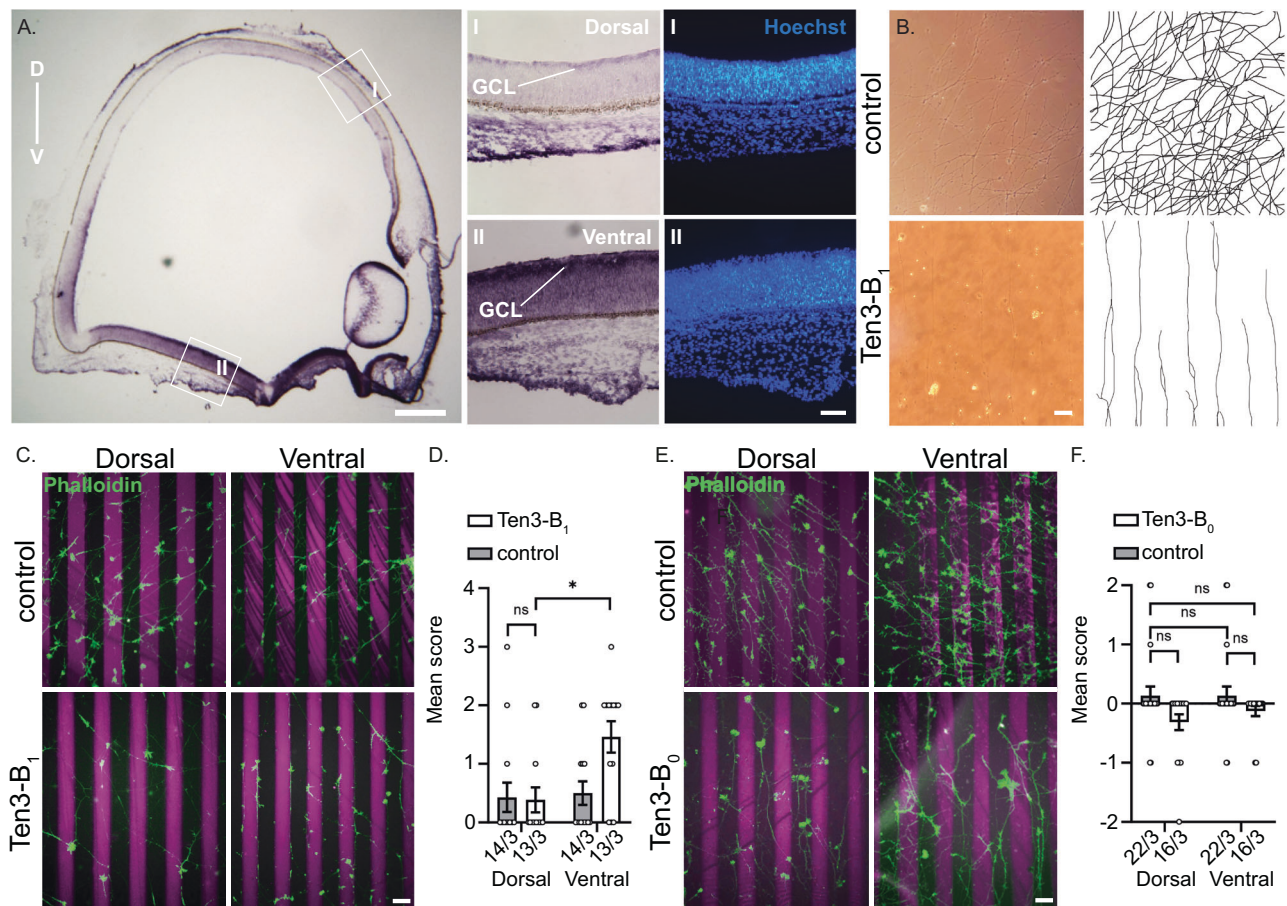 A.
D
V
I
II
I
Dorsal
GCL
I
Hoechst
II
Ventral
GCL
II
B.
control
Ten3-B1
C.
Dorsal
Ventral
Phalloidin
control
Ten3-B1
D.
Ten3-B1
control
Mean score
4
3
2
1
0
ns
*
14/3
13/3
14/3
13/3
Dorsal
Ventral
E.
Dorsal
Ventral
Phalloidin
control
Ten3-B0
F.
Ten3-B0
control
Mean score
2
1
0
-1
-2
ns
ns
ns
ns
22/3
16/3
22/3
16/3
Dorsal
Ventral